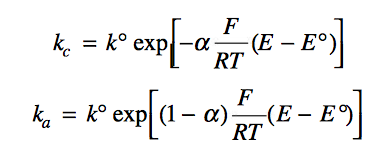 k_c = k° exp[-α F/RT (E - E°)]
k_a = k° exp[(1 - α) F/RT (E - E°)]